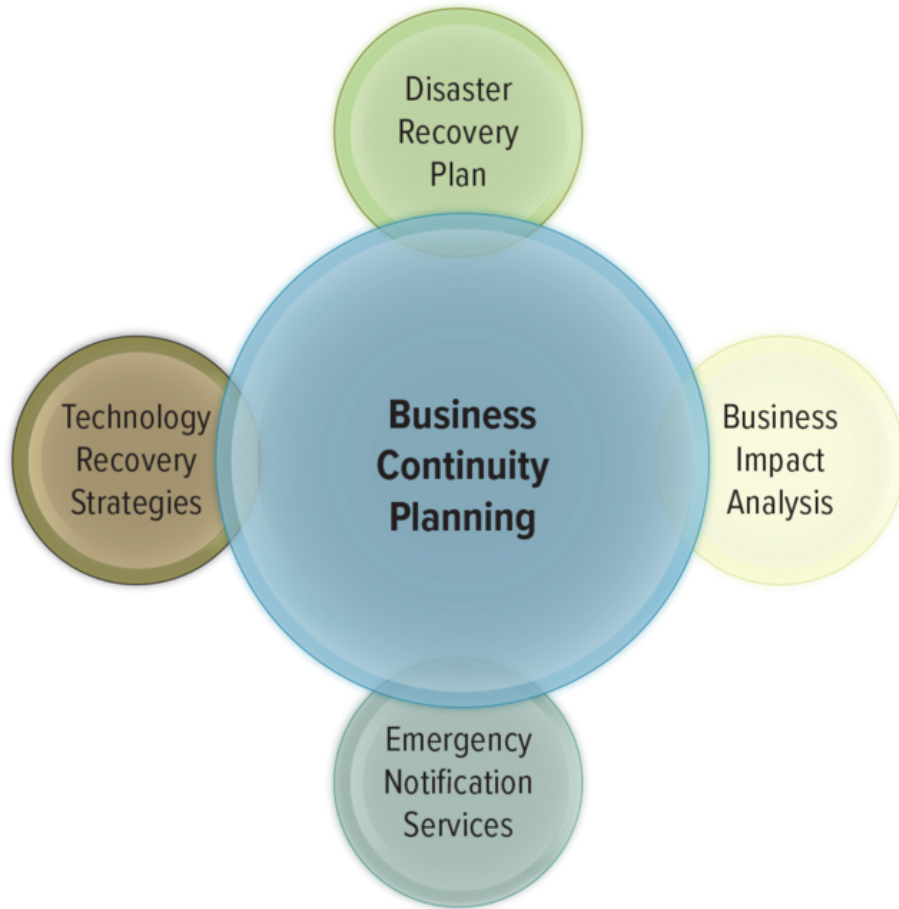 Disaster
Recovery
Plan
Technology
Recovery
Strategies
Business
Continuity
Planning
Business
Impact
Analysis
Emergency
Notification
Services